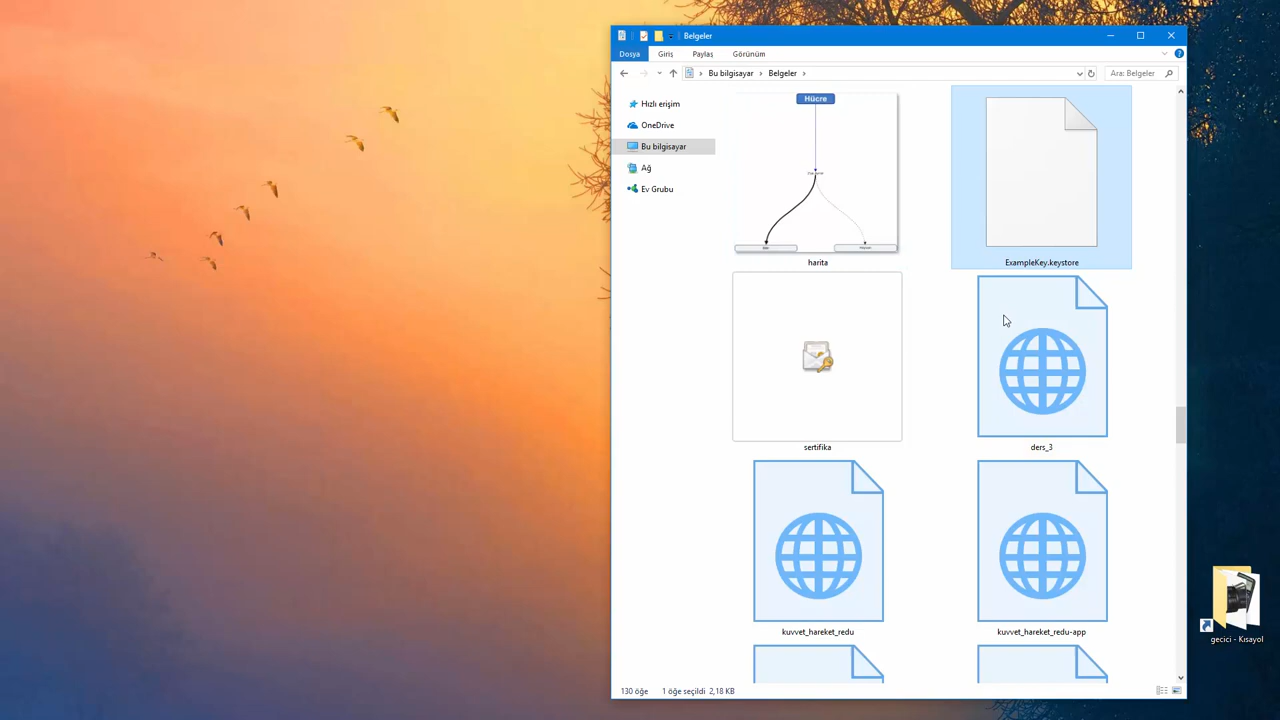 Belgeler
Dosya
Giriş
Paylaş
Görünüm
Bu bilgisayar
Belgeler
Ara: Belgeler
Hızlı erişim
OneDrive
Bu bilgisayar
Ağ
Ev Grubu
Hücre
harita
ExampleKey.keystore
sertifika
ders_3
kuvvet_hareket_redu
kuvvet_hareket_redu-app
gecici - Kısayol
130 öğe
1 öğe seçildi 2,18 KB